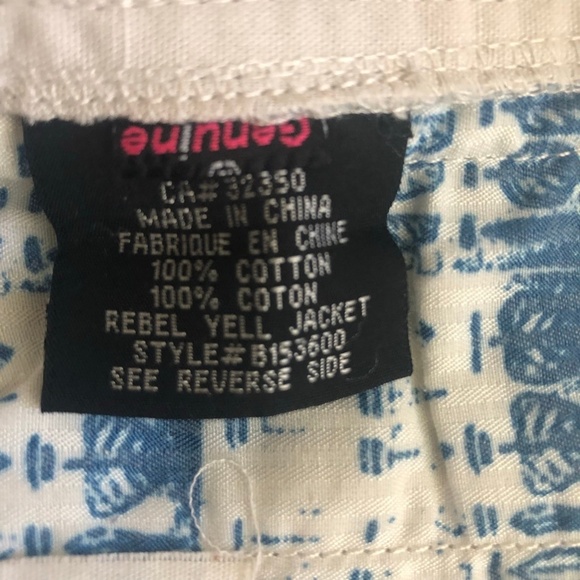 Genuine
CA# 32350
MADE IN CHINA
FABRIQUE EN CHINE
100% COTTON
100% COTON
REBEL YELL JACKET
STYLE# B153600
SEE REVERSE SIDE